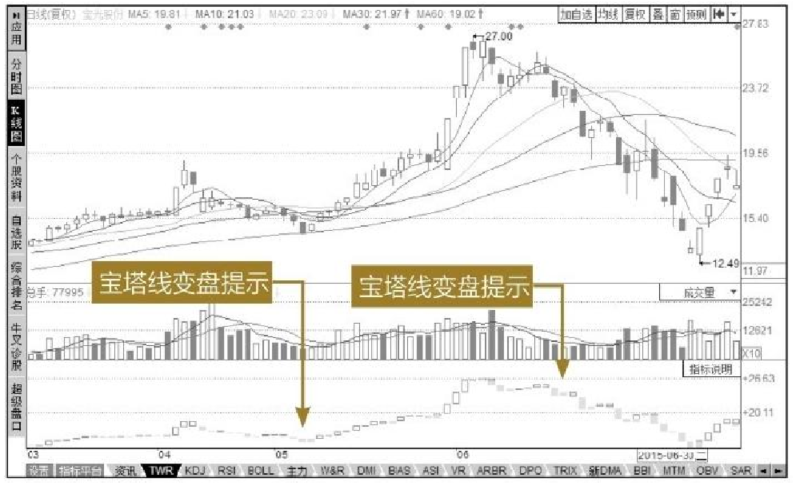 日线(复权) 宝光股份 MA5: 19.81 MA10: 21.03 MA20: 23.09 MA30: 21.97↑ MA60: 19.02↑
加自选 均线 复权 叠 窗 预测
应用
分时图
K线图
个股资料
自选股
综合排名
牛叉诊股
超级盘口
27.83
27.00
23.72
19.56
15.40
12.49
11.97
宝塔线变盘提示
宝塔线变盘提示
总手: 77995
成交量
25242
12621
X10
指标说明
+26.63
+20.11
03 04 05 06 2015-06-30 二
设置 指标平台 资讯 TWR KDJ RSI BOLL 主力 W&R DMI BIAS ASI VR ARBR DPO TRIX 新DMA BBI MTM OBV SAR